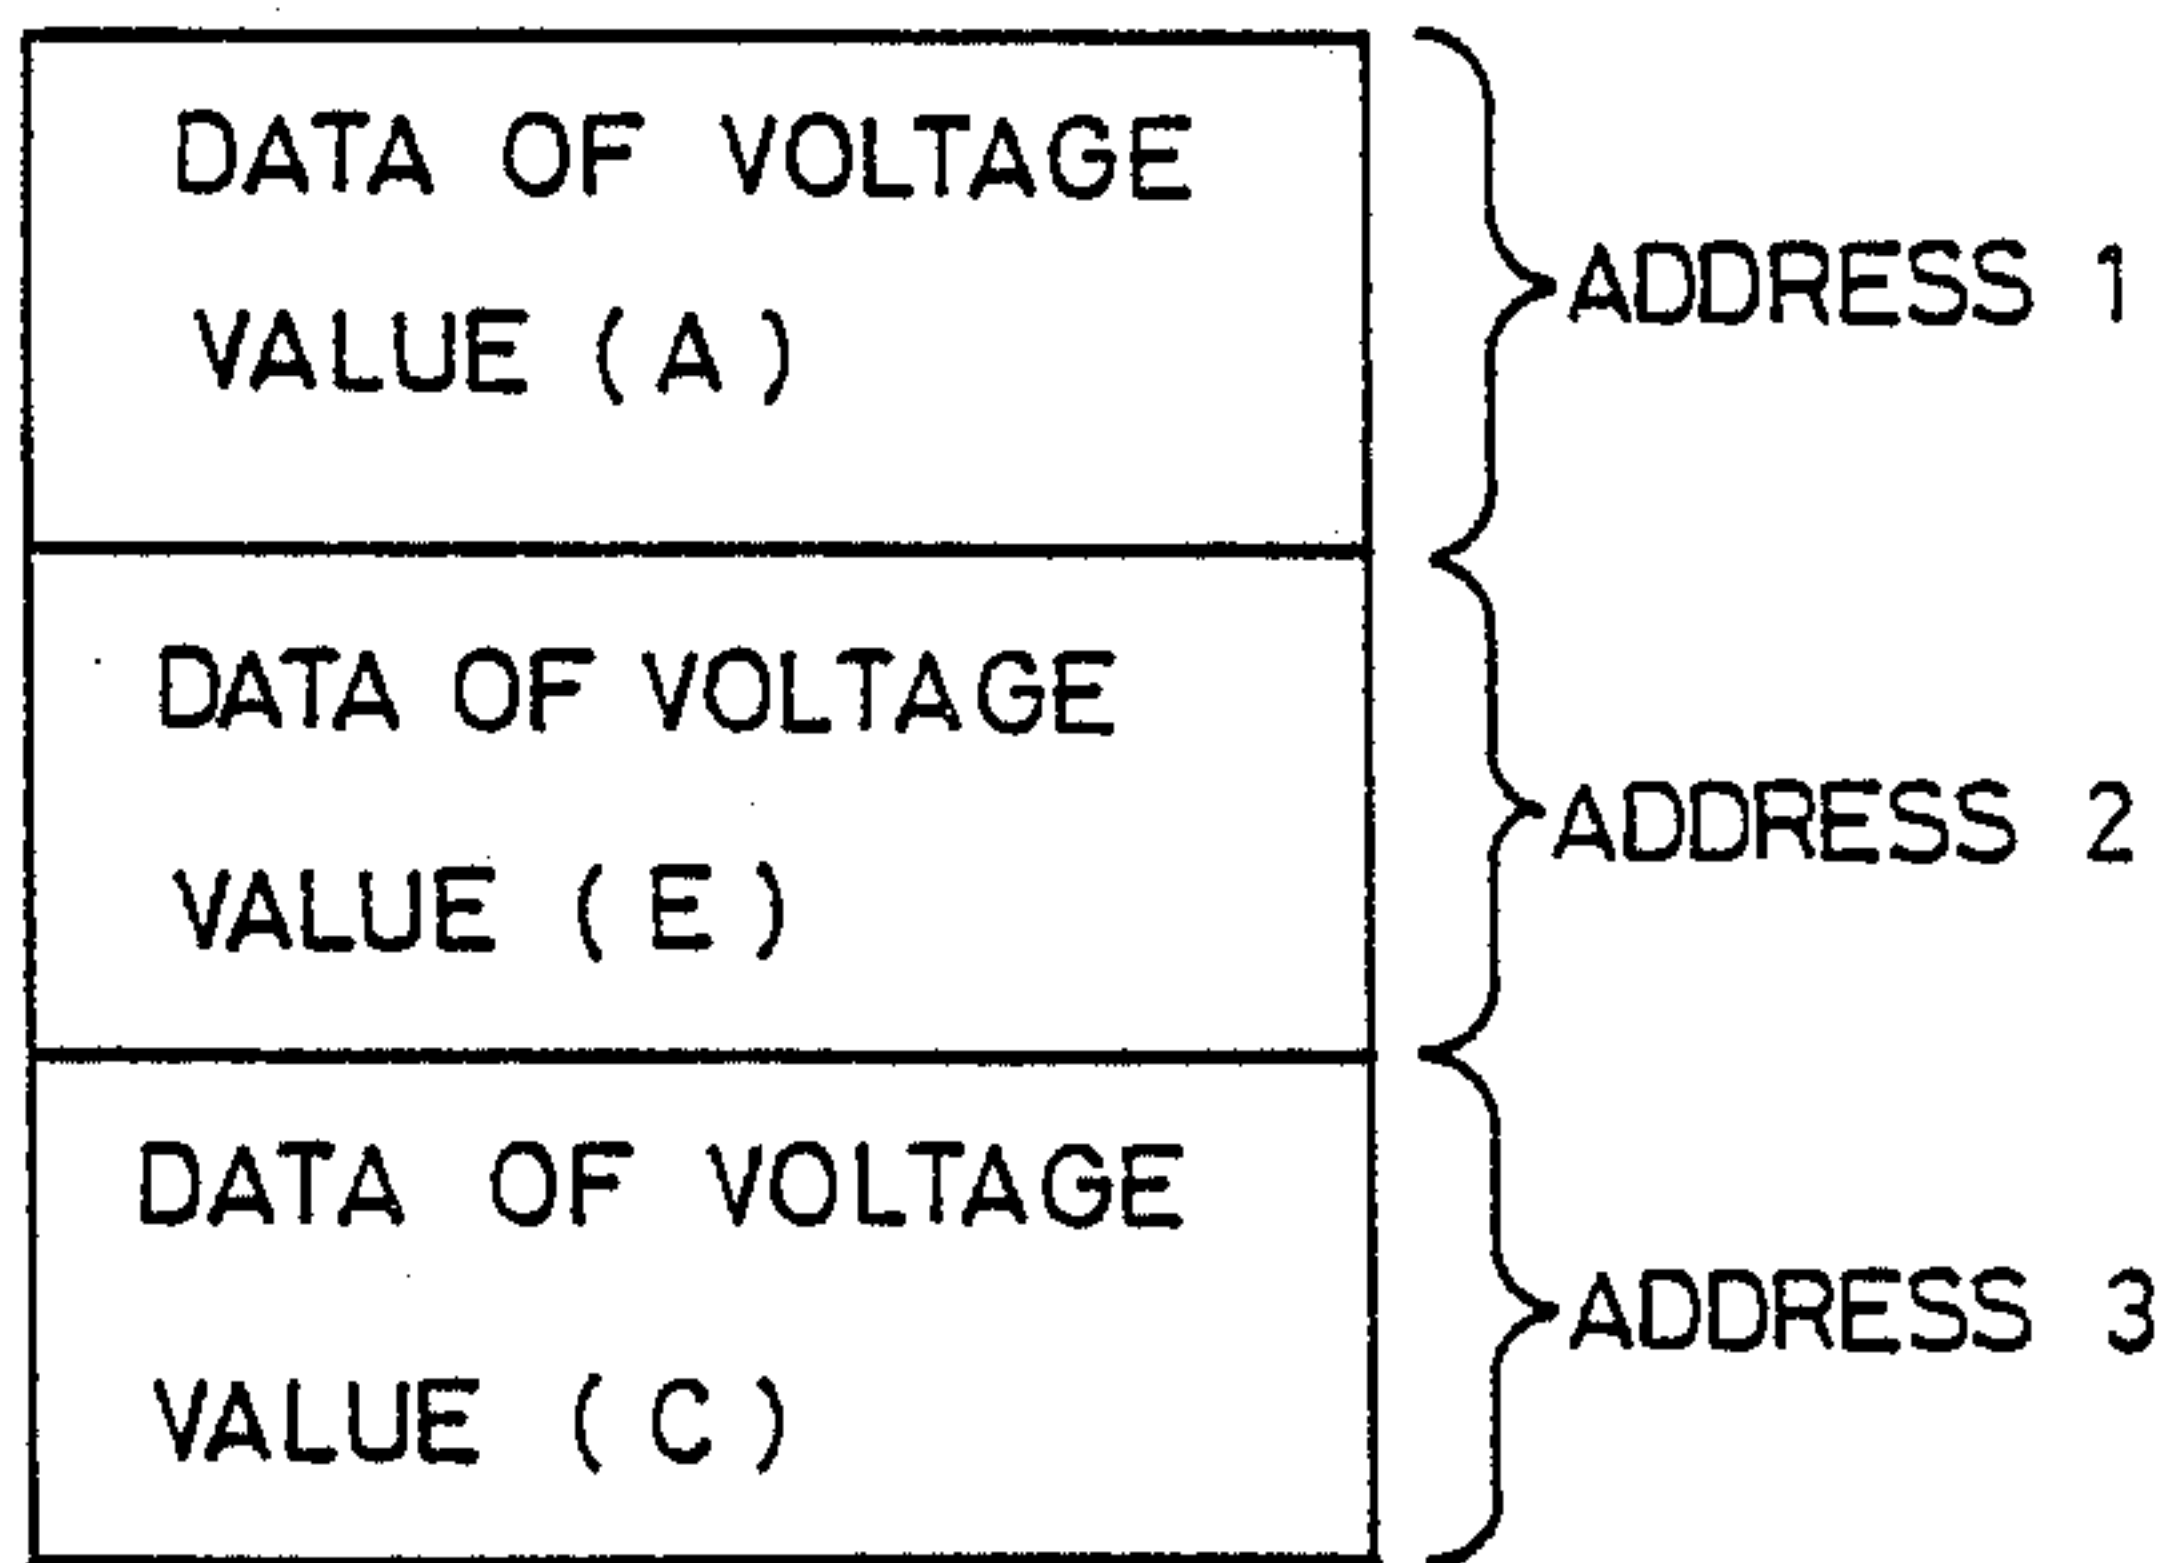 DATA OF VOLTAGE
VALUE (A)
ADDRESS 1
DATA OF VOLTAGE
VALUE (E)
ADDRESS 2
DATA OF VOLTAGE
VALUE (C)
ADDRESS 3